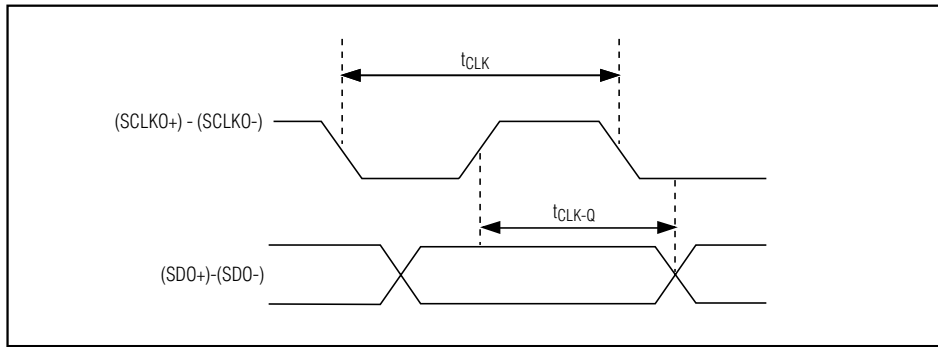 tCLK
(SCLKO+) - (SCLKO-)
tCLK-Q
(SDO+)-(SDO-)